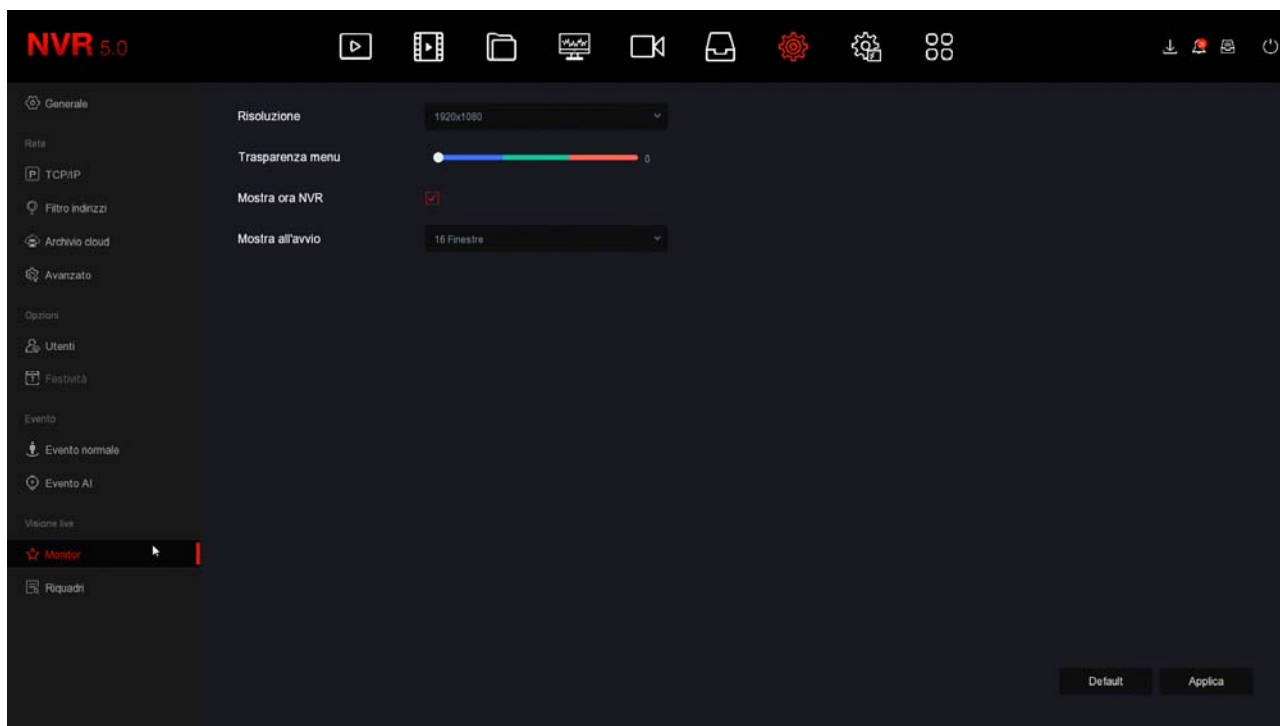 NVR 5.0
Generale
Rete
TCP/IP
Filtro indirizzi
Archivio cloud
Avanzato
Opzioni
Utenti
Festività
Evento
Evento normale
Evento AI
Visione live
Monitor
Riquadri
Risoluzione
1920x1080
Trasparenza menu
0
Mostra ora NVR
Mostra all'avvio
16 Finestre
Default
Applica